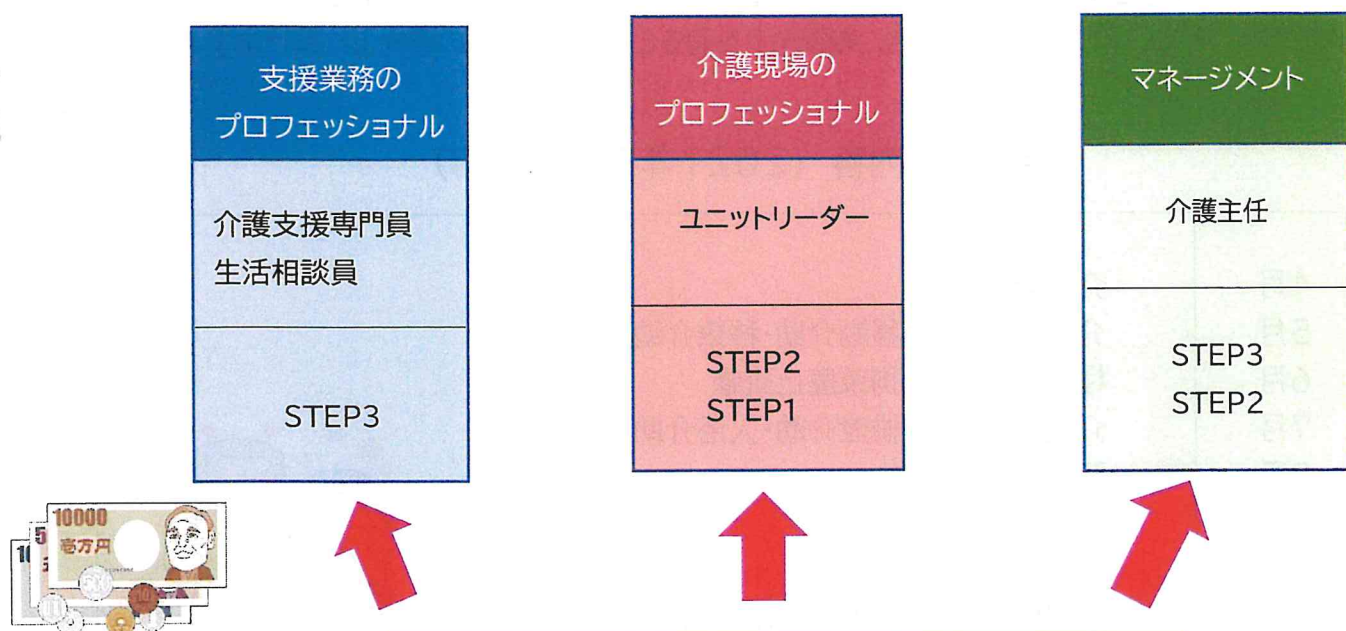 支援業務の
プロフェッショナル
介護支援専門員
生活相談員
STEP3
介護現場の
プロフェッショナル
ユニットリーダー
STEP2
STEP1
マネージメント
介護主任
STEP3
STEP2
10000
壱万円